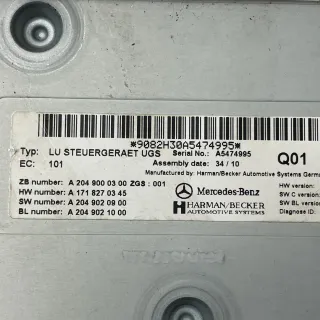 *9082H30A5474995*
Typ: LU STEUERGERAET UGS Serial No.: A5474995
EC: 101 Assembly date: 34 / 10 Q01
Manufactured by: Harman/Becker Automotive Systems
ZB number: A 204 900 03 00 ZGS : 001
HW number: A 171 827 03 45 Mercedes-Benz HW version:
SW number: A 204 902 09 00 HARMAN/BECKER SW C version:
BL number: A 204 902 10 00 AUTOMOTIVE SYSTEMS SW BL version:
Diagnose ID: